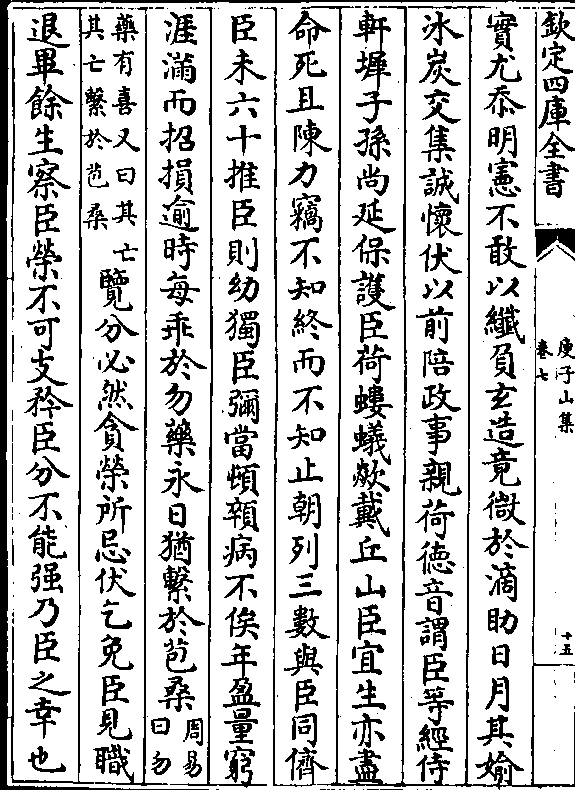 欽定四庫全書
庾子山集
卷七
十五
實尤忝明憲不敢以纖負玄造竟微於滴助日月其婾
冰炭交集誠懷伏以前陪政事親荷德音謂臣等經侍
軒墀子孫尚延保護臣荷螻蟻欻戴丘山臣宜生亦盡
命死且陳力竊不知終而不知止朝列三數與臣同儕
臣未六十推臣則幼獨臣彌當頓顇病不俟年盈量窮
涯滿而招損逾時每乖於勿藥永日猶繫於苞桑周易曰勿
藥有喜又曰其亡其亡繫於苞桑覽分必然貪榮所忌伏乞免臣見職
退畢餘生察臣榮不可支矜臣分不能强乃臣之幸也